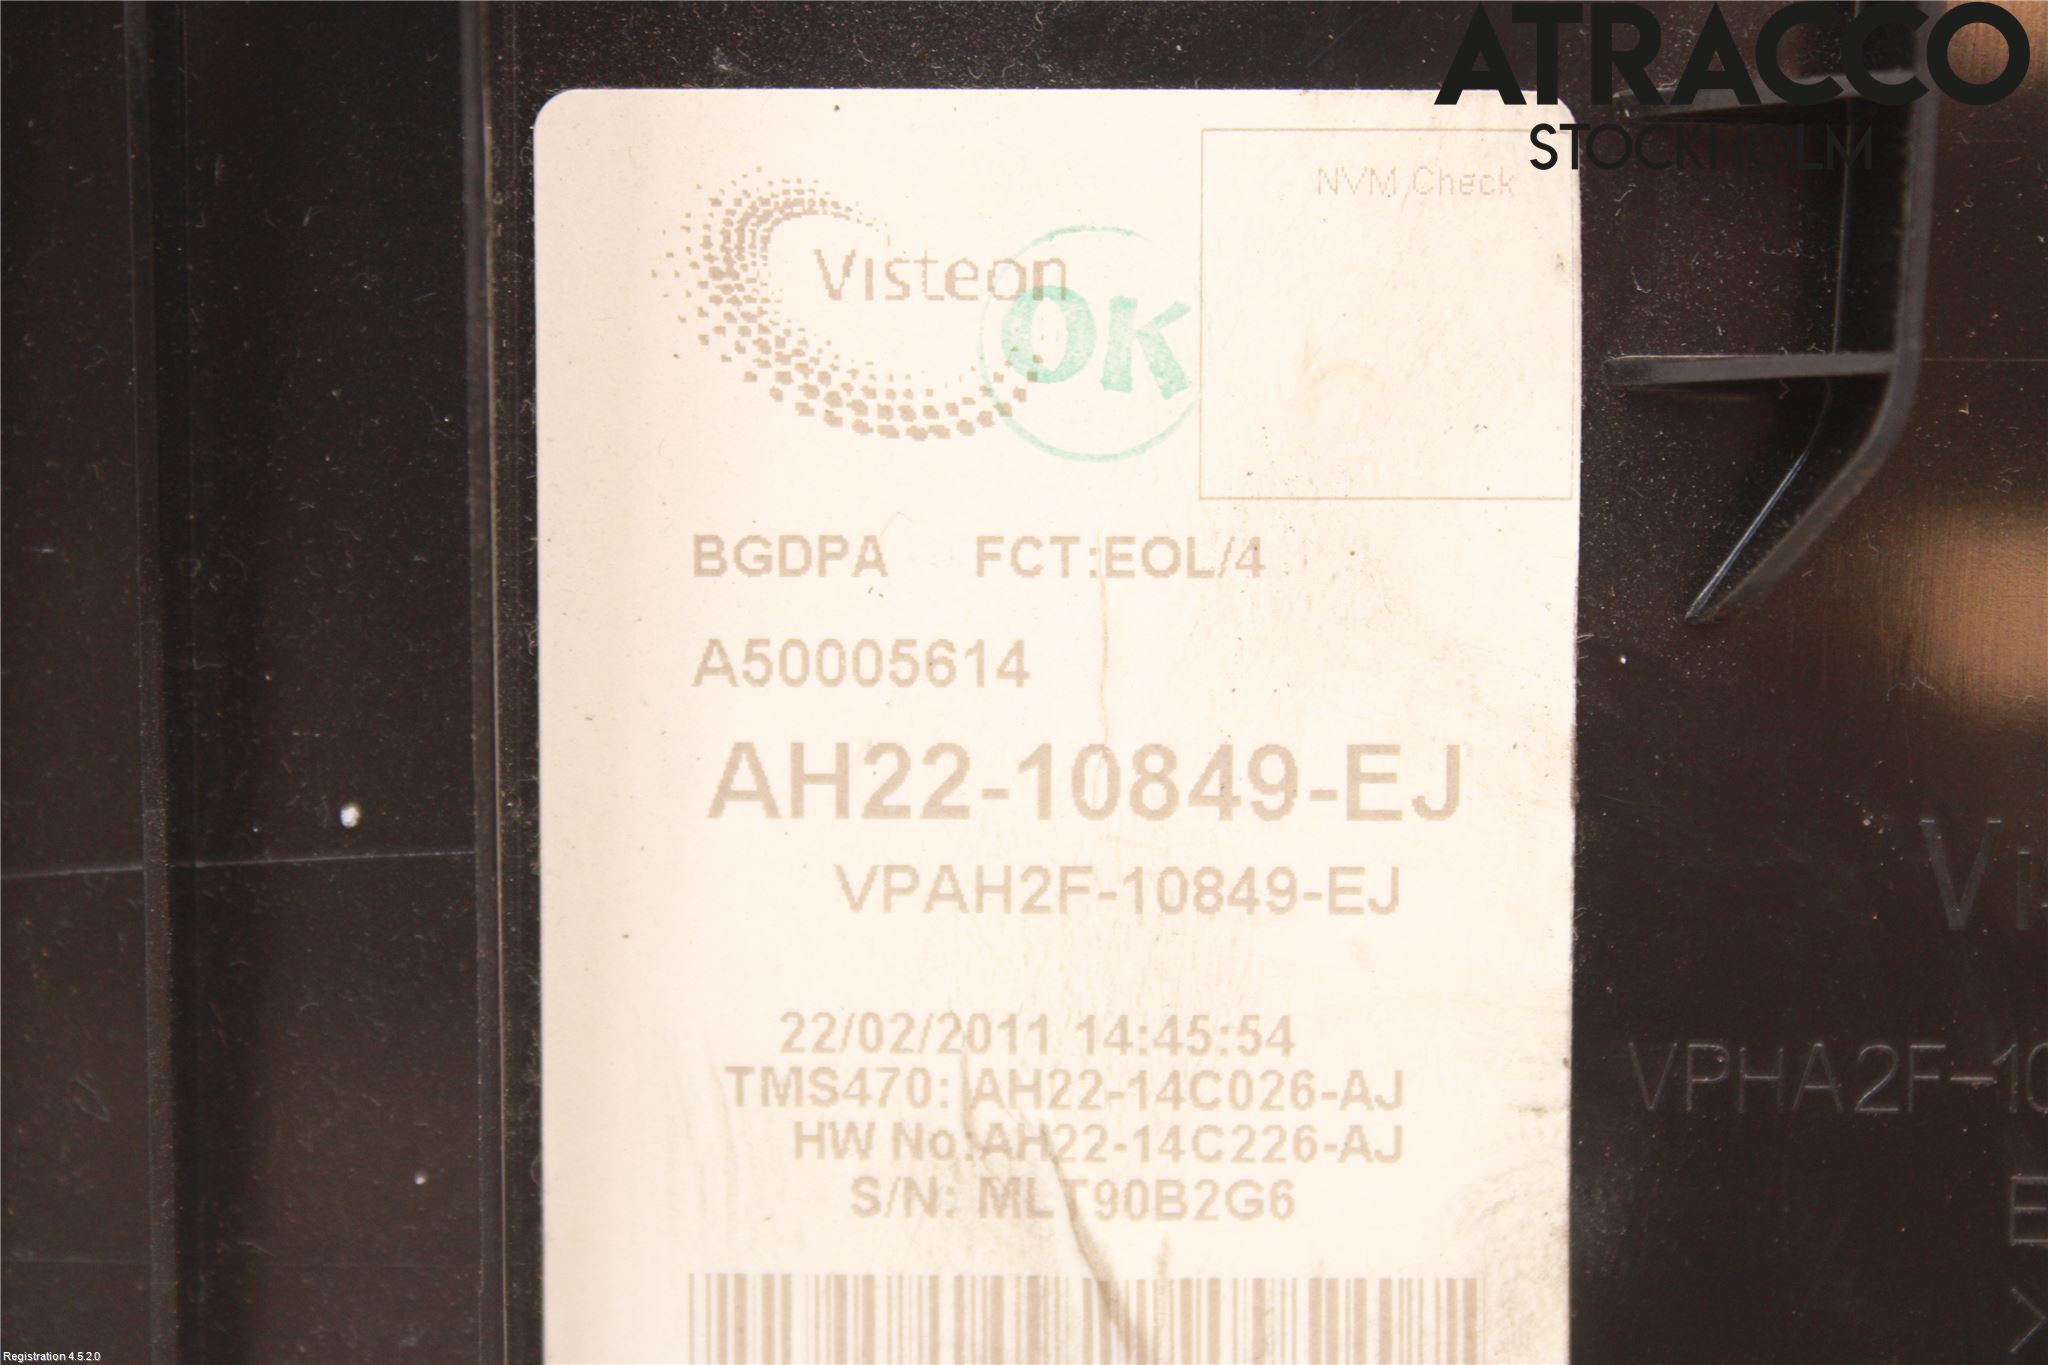 ATRACCO
STOCKHOLM
NVM Check
Visteon
OK
BGDPA FCT:EOL/4
A50005614
AH22-10849-EJ
VPAH2F-10849-EJ
22/02/2011 14:45:54
TMS470: AH22-14C026-AJ
HW No:AH22-14C226-AJ
S/N: MLT90B2G6
Vi
VPHA2F-10
Registration 4.5.2.0